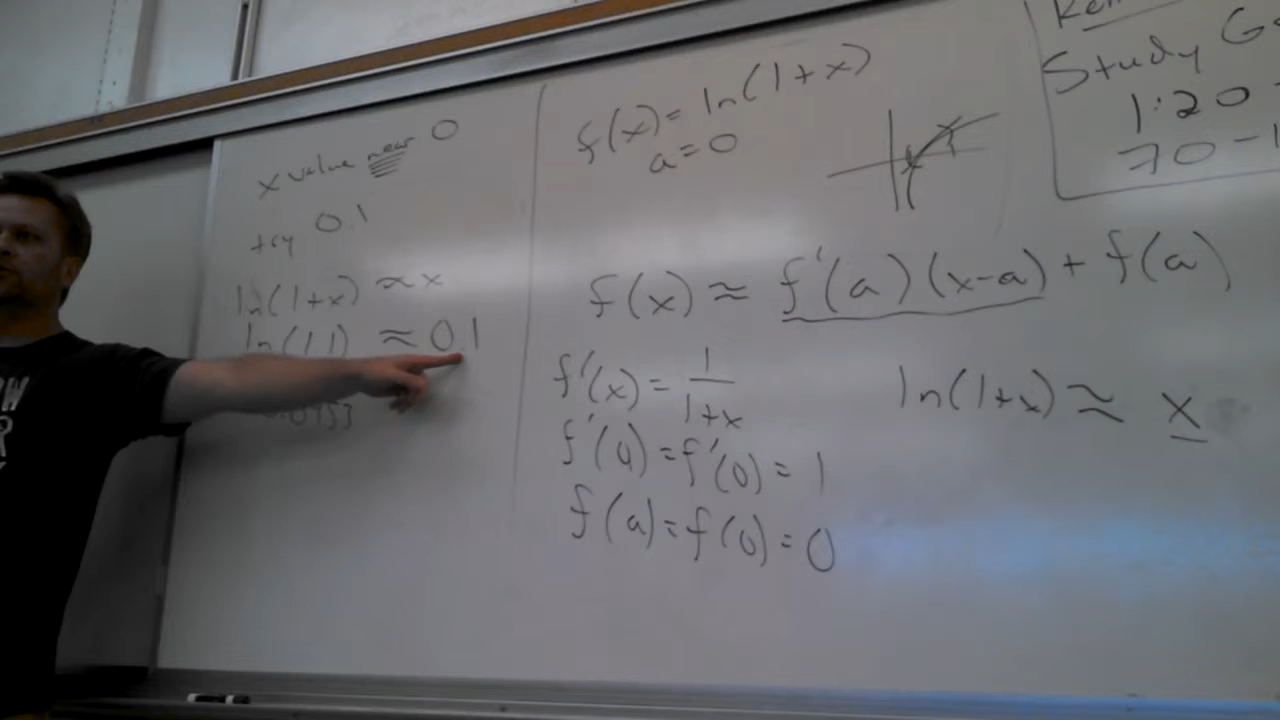 x value near 0
try 0.1
ln(1+x) ≈ x
ln(1.1) ≈ 0.1
f(x) = ln(1+x)
a = 0
f(x) ≈ f'(a)(x-a) + f(a)
f'(x) = 1/(1+x)
f'(0) = f'(0) = 1
f(a) = f(0) = 0
ln(1+x) ≈ x
Study
1:20